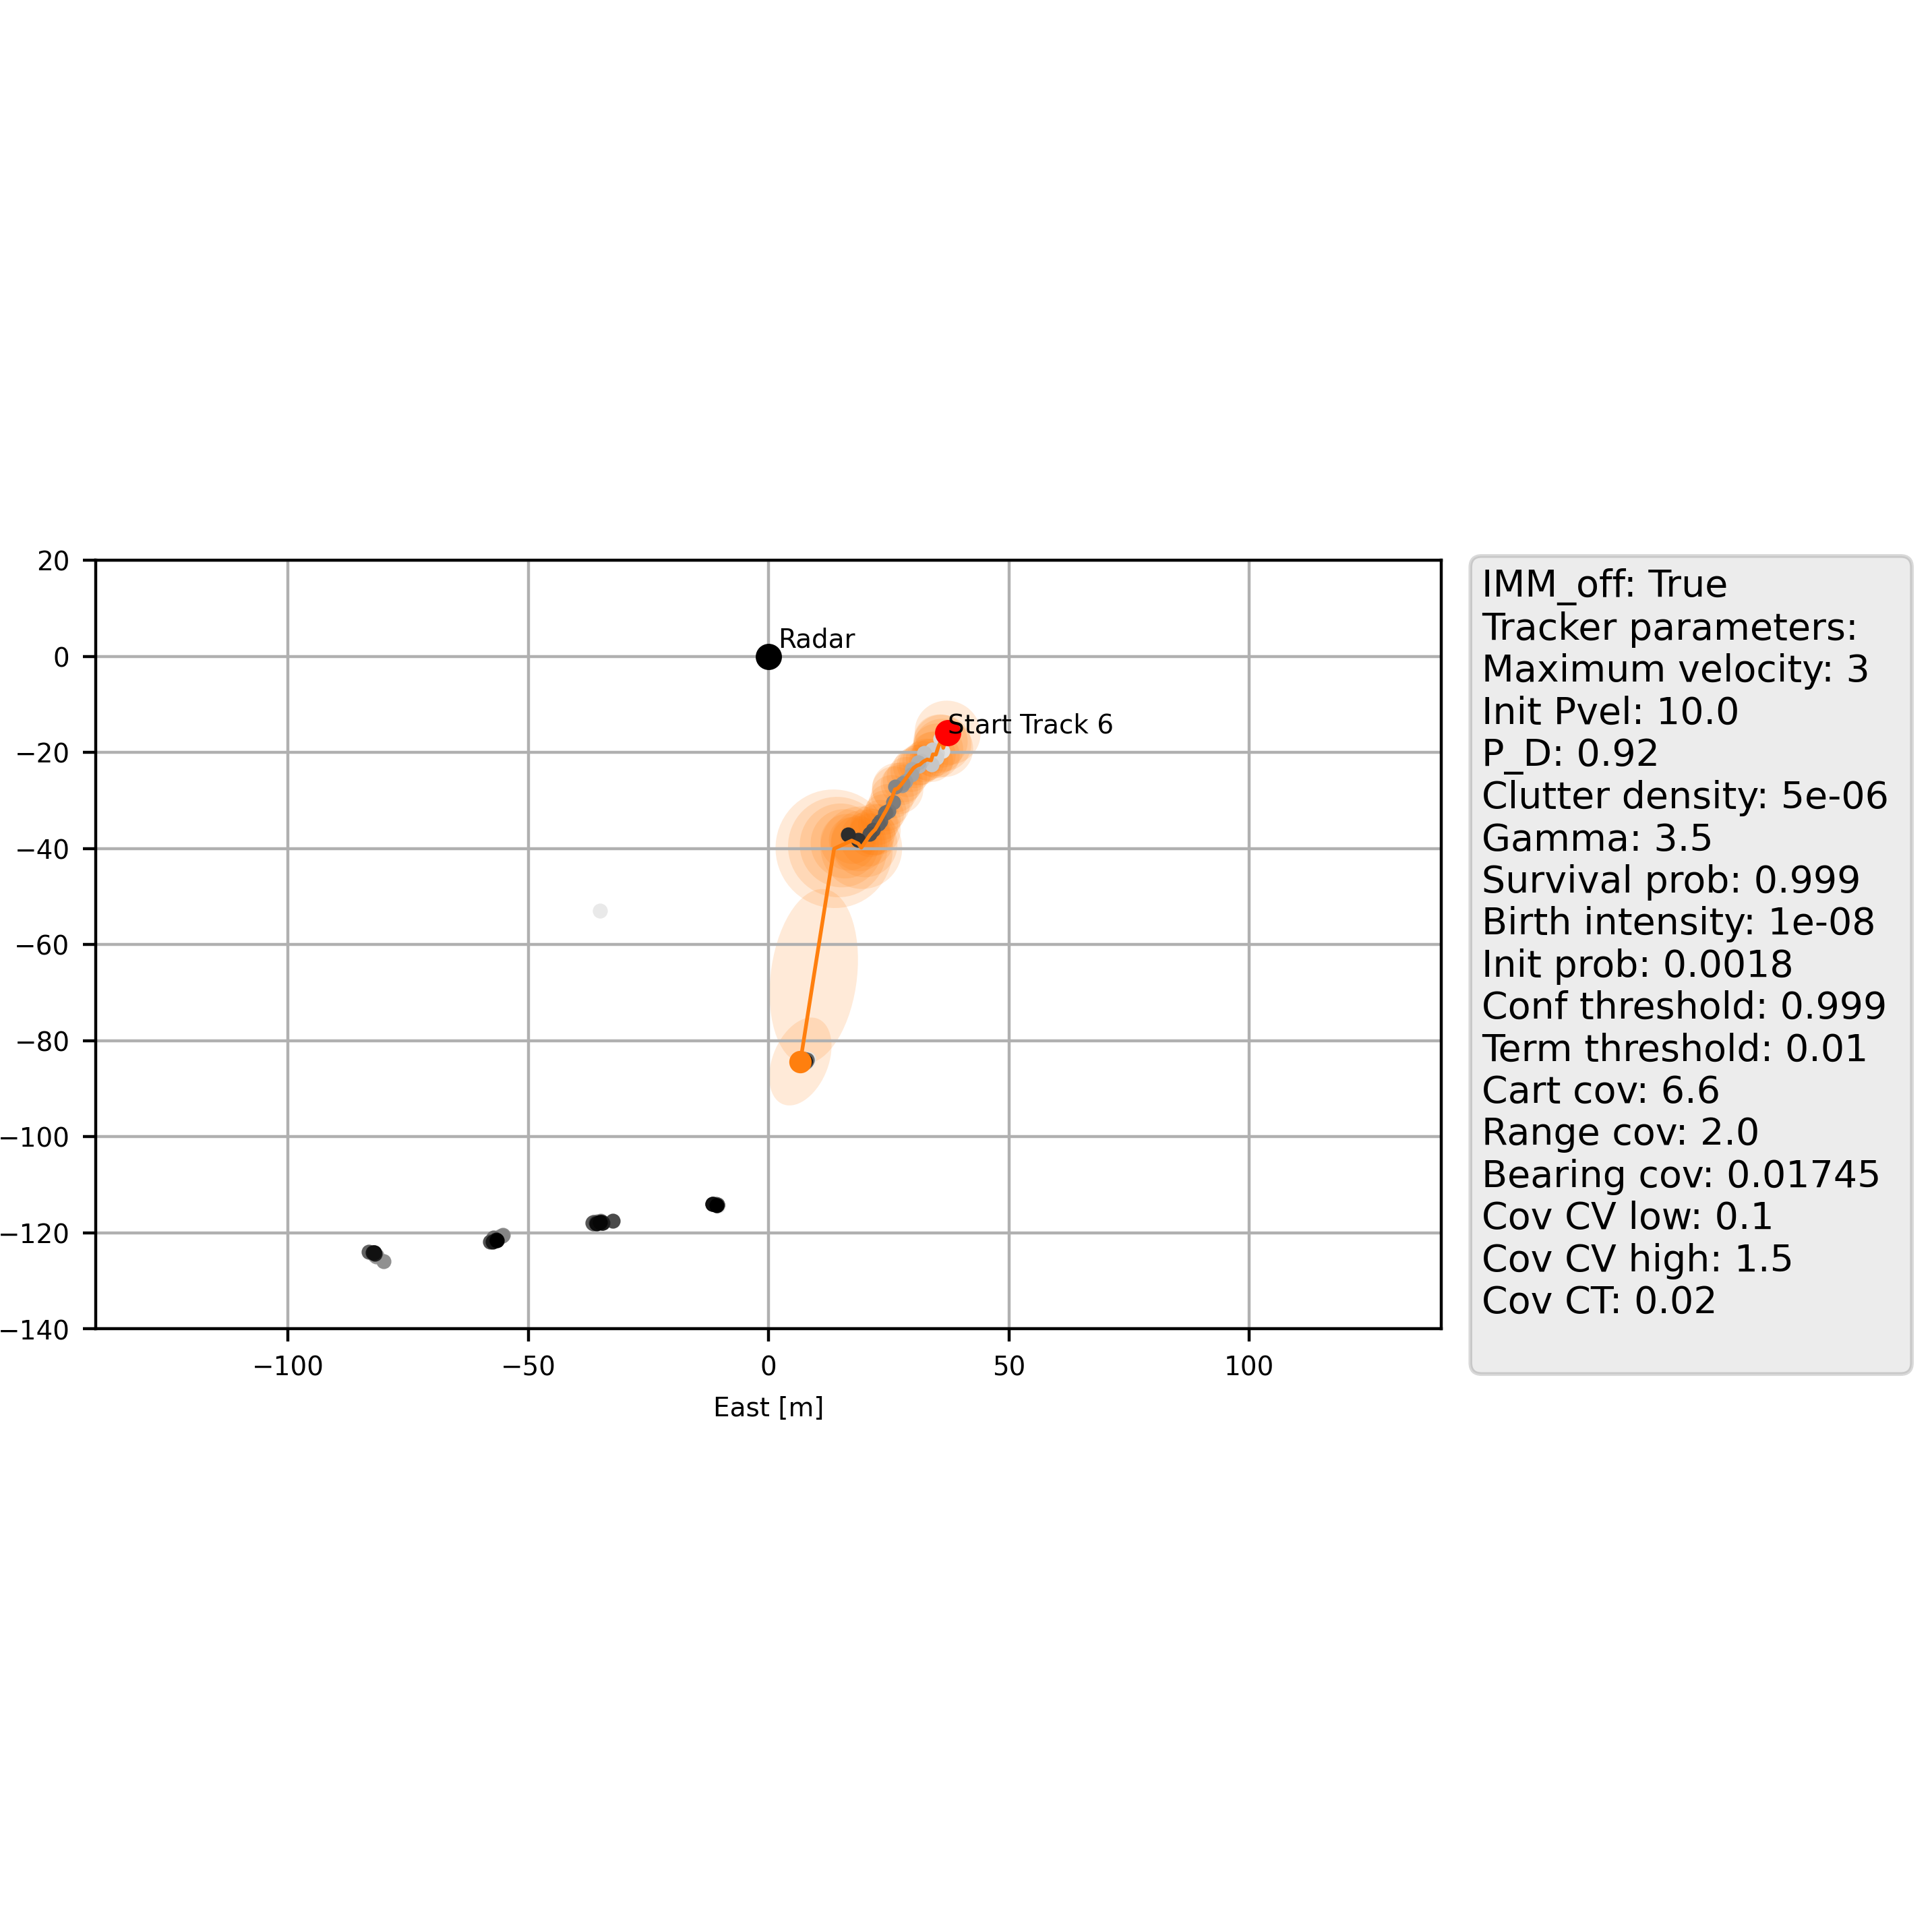 20
0
−20
−40
−60
−80
−100
−120
−140
−100
−50
0
50
100
East [m]
Radar
Start Track 6
IMM_off: True
Tracker parameters:
Maximum velocity: 3
Init Pvel: 10.0
P_D: 0.92
Clutter density: 5e-06
Gamma: 3.5
Survival prob: 0.999
Birth intensity: 1e-08
Init prob: 0.0018
Conf threshold: 0.999
Term threshold: 0.01
Cart cov: 6.6
Range cov: 2.0
Bearing cov: 0.01745
Cov CV low: 0.1
Cov CV high: 1.5
Cov CT: 0.02